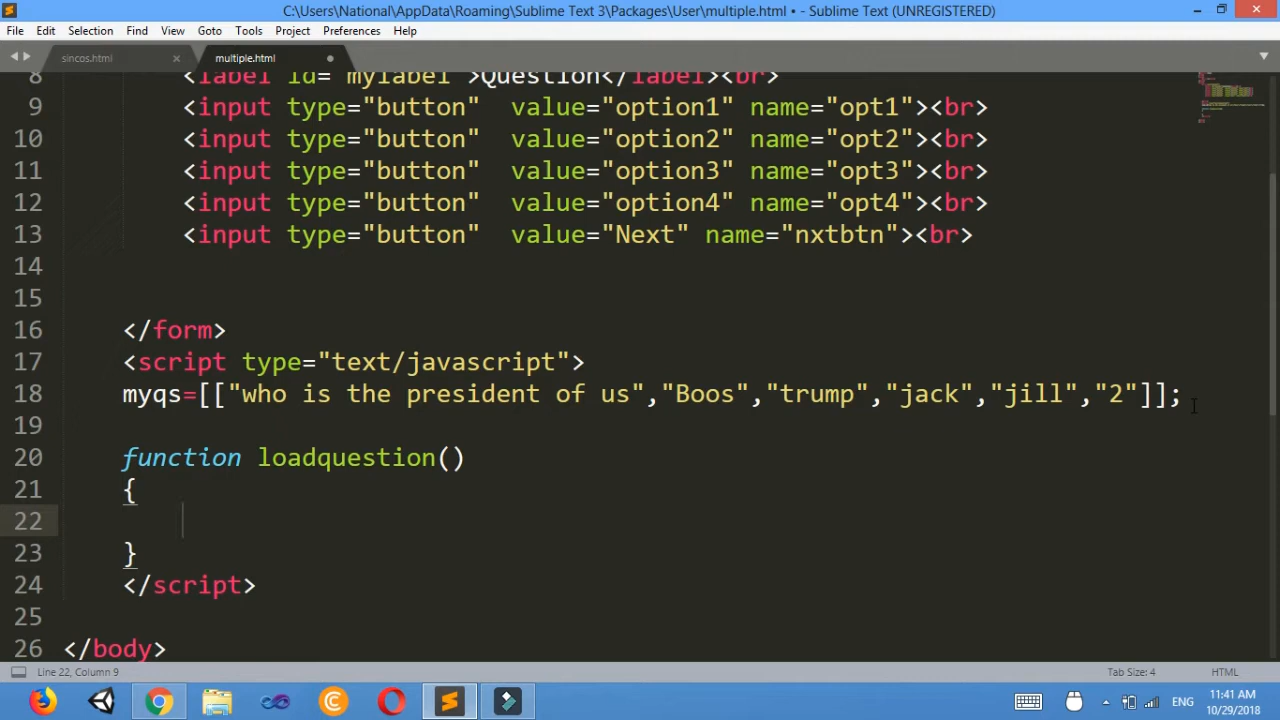 C:\Users\National\AppData\Roaming\Sublime Text 3\Packages\User\multiple.html • - Sublime Text (UNREGISTERED)
File Edit Selection Find View Goto Tools Project Preferences Help
sincos.html multiple.html
8 <label id="mylabel">Question</label><br>
9 <input type="button"  value="option1" name="opt1"><br>
10 <input type="button"  value="option2" name="opt2"><br>
11 <input type="button"  value="option3" name="opt3"><br>
12 <input type="button"  value="option4" name="opt4"><br>
13 <input type="button"  value="Next" name="nxtbtn"><br>
14
15
16 </form>
17 <script type="text/javascript">
18 myqs=[["who is the president of us","Boos","trump","jack","jill","2"]];
19
20 function loadquestion()
21 {
22
23 }
24 </script>
25
26 </body>
Line 22, Column 9 Tab Size: 4 HTML
ENG 11:41 AM
10/29/2018